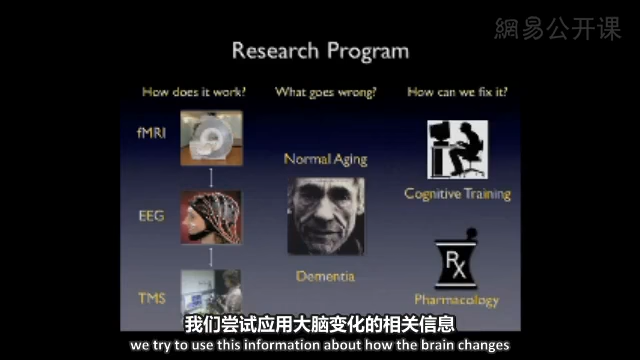 網易公开课
Research Program
How does it work? What goes wrong? How can we fix it?
fMRI
Normal Aging
Cognitive Training
EEG
Dementia
Rx
TMS
Pharmacology
我们尝试应用大脑变化的相关信息
we try to use this information about how the brain changes